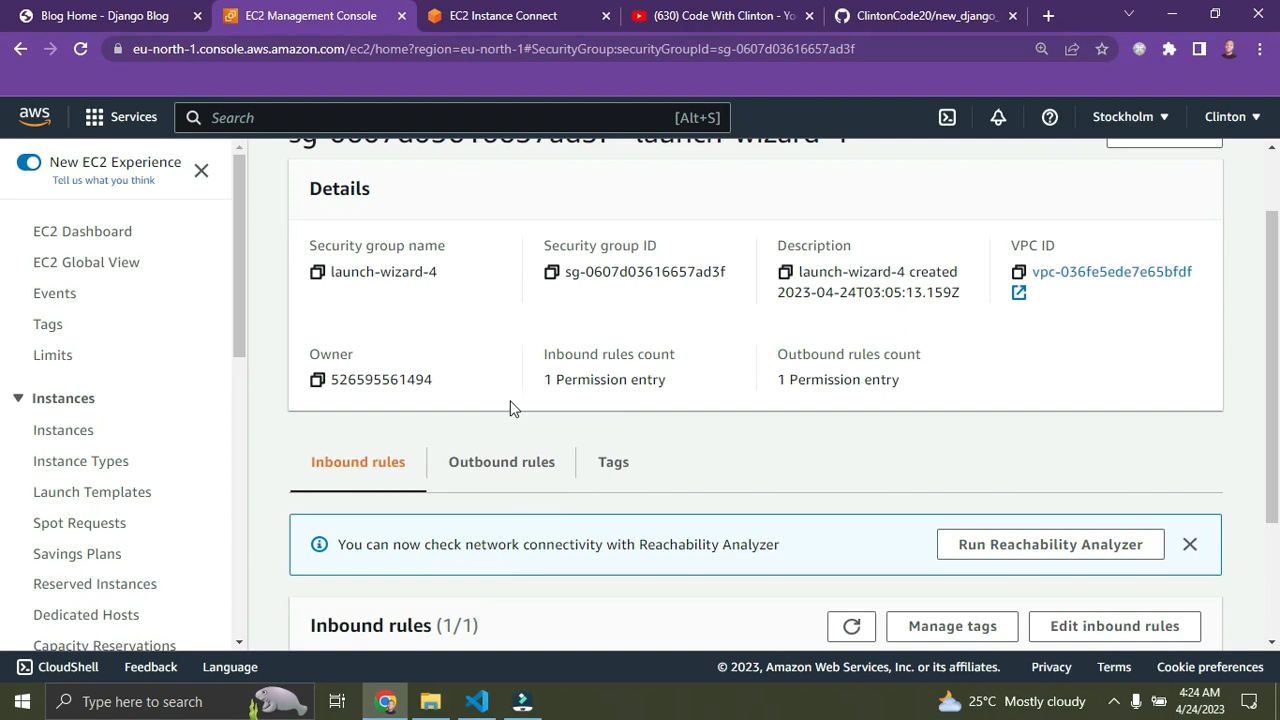 Blog Home - Django Blog
EC2 Management Console
EC2 Instance Connect
(630) Code With Clinton - Yo
ClintonCode20/new_django_
eu-north-1.console.aws.amazon.com/ec2/home?region=eu-north-1#SecurityGroup:securityGroupId=sg-0607d03616657ad3f
aws
Services
Search
[Alt+S]
Stockholm
Clinton
New EC2 Experience
Tell us what you think
EC2 Dashboard
EC2 Global View
Events
Tags
Limits
Instances
Instances
Instance Types
Launch Templates
Spot Requests
Savings Plans
Reserved Instances
Dedicated Hosts
Capacity Reservations
sg-0607d03616657ad3f - launch-wizard-4
Details
Security group name
launch-wizard-4
Security group ID
sg-0607d03616657ad3f
Description
launch-wizard-4 created
2023-04-24T03:05:13.159Z
VPC ID
vpc-036fe5ede7e65bfdf
Owner
526595561494
Inbound rules count
1 Permission entry
Outbound rules count
1 Permission entry
Inbound rules
Outbound rules
Tags
You can now check network connectivity with Reachability Analyzer
Run Reachability Analyzer
Inbound rules (1/1)
Manage tags
Edit inbound rules
CloudShell
Feedback
Language
© 2023, Amazon Web Services, Inc. or its affiliates.
Privacy
Terms
Cookie preferences
Type here to search
25°C Mostly cloudy
4:24 AM
4/24/2023